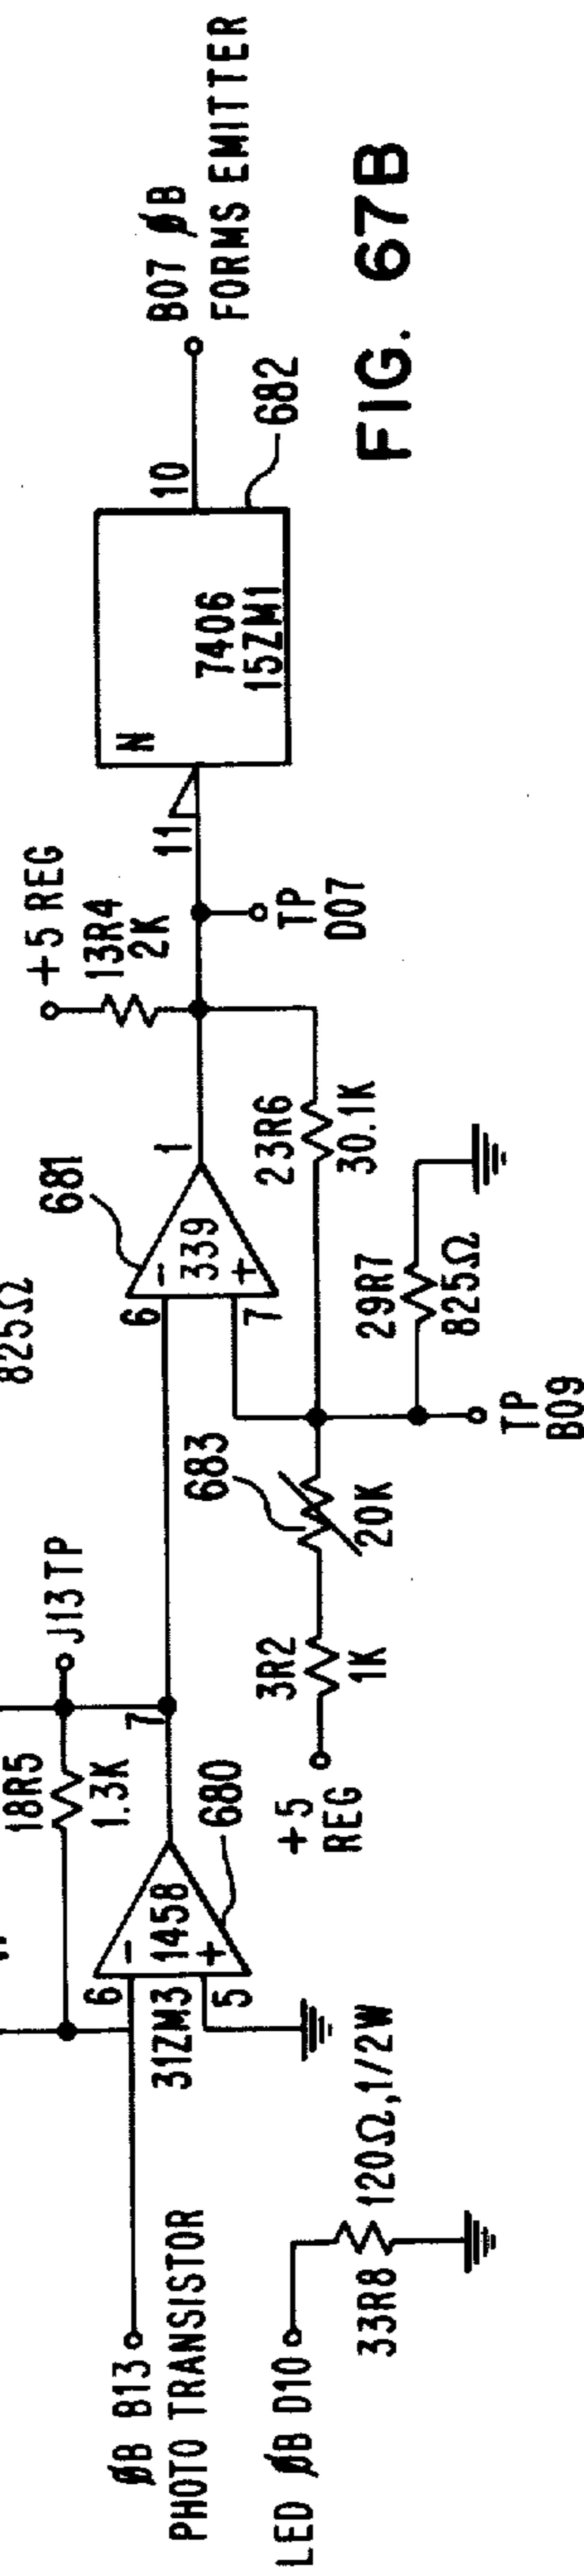 825Ω
18R5
1.3K
J13 TP
ØB B13
PHOTO TRANSISTOR
6
31ZM3
5
-
1458
+
7
680
LED ØB D10
33R8
120Ω,1/2W
+5
REG
3R2
1K
683
20K
TP
B09
29R7
825Ω
6
7
-
339
+
681
1
23R6
30.1K
+5 REG
13R4
2K
TP
D07
11
N
7406
15ZM1
10
682
B07 ØB
FORMS EMITTER
FIG. 67B